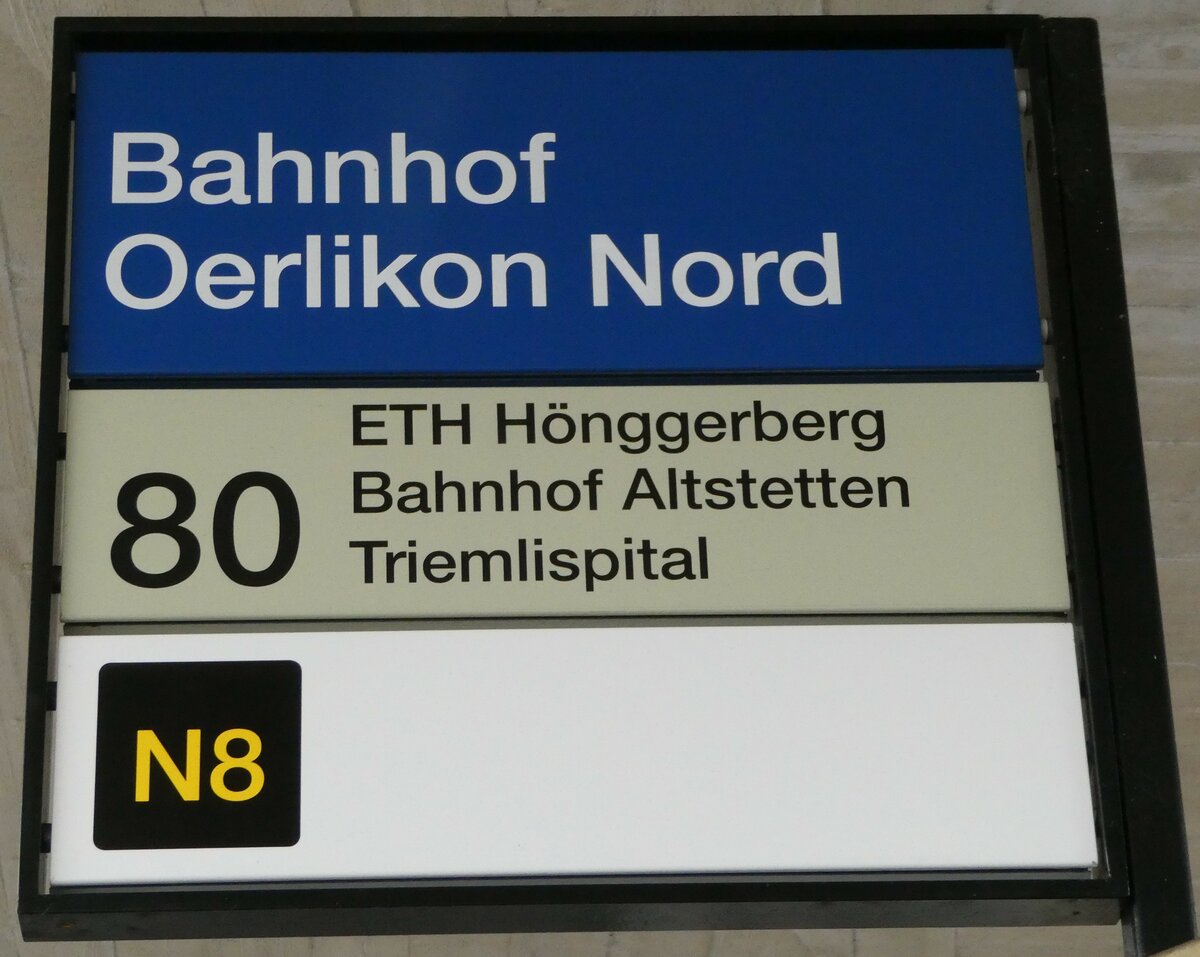 Bahnhof
Oerlikon Nord
80
ETH Hönggerberg
Bahnhof Altstetten
Triemlispital
N8